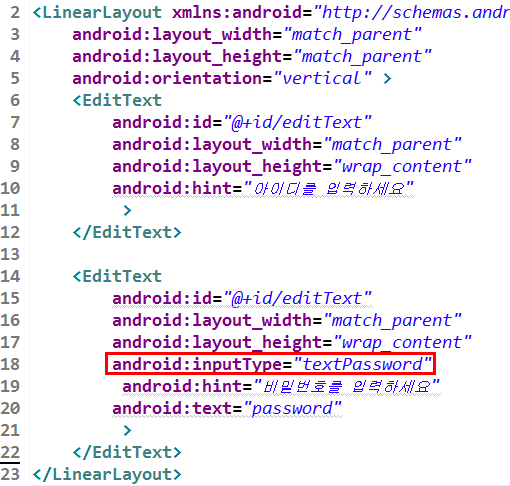 2 <LinearLayout xmlns:android="http://schemas.andr
3 android:layout_width="match_parent"
4 android:layout_height="match_parent"
5 android:orientation="vertical" >
6 <EditText
7 android:id="@+id/editText"
8 android:layout_width="match_parent"
9 android:layout_height="wrap_content"
10 android:hint="아이디를 입력하세요"
11 >
12 </EditText>
13
14 <EditText
15 android:id="@+id/editText"
16 android:layout_width="match_parent"
17 android:layout_height="wrap_content"
18 android:inputType="textPassword"
19 android:hint="비밀번호를 입력하세요"
20 android:text="password"
21 >
22 </EditText>
23 </LinearLayout>